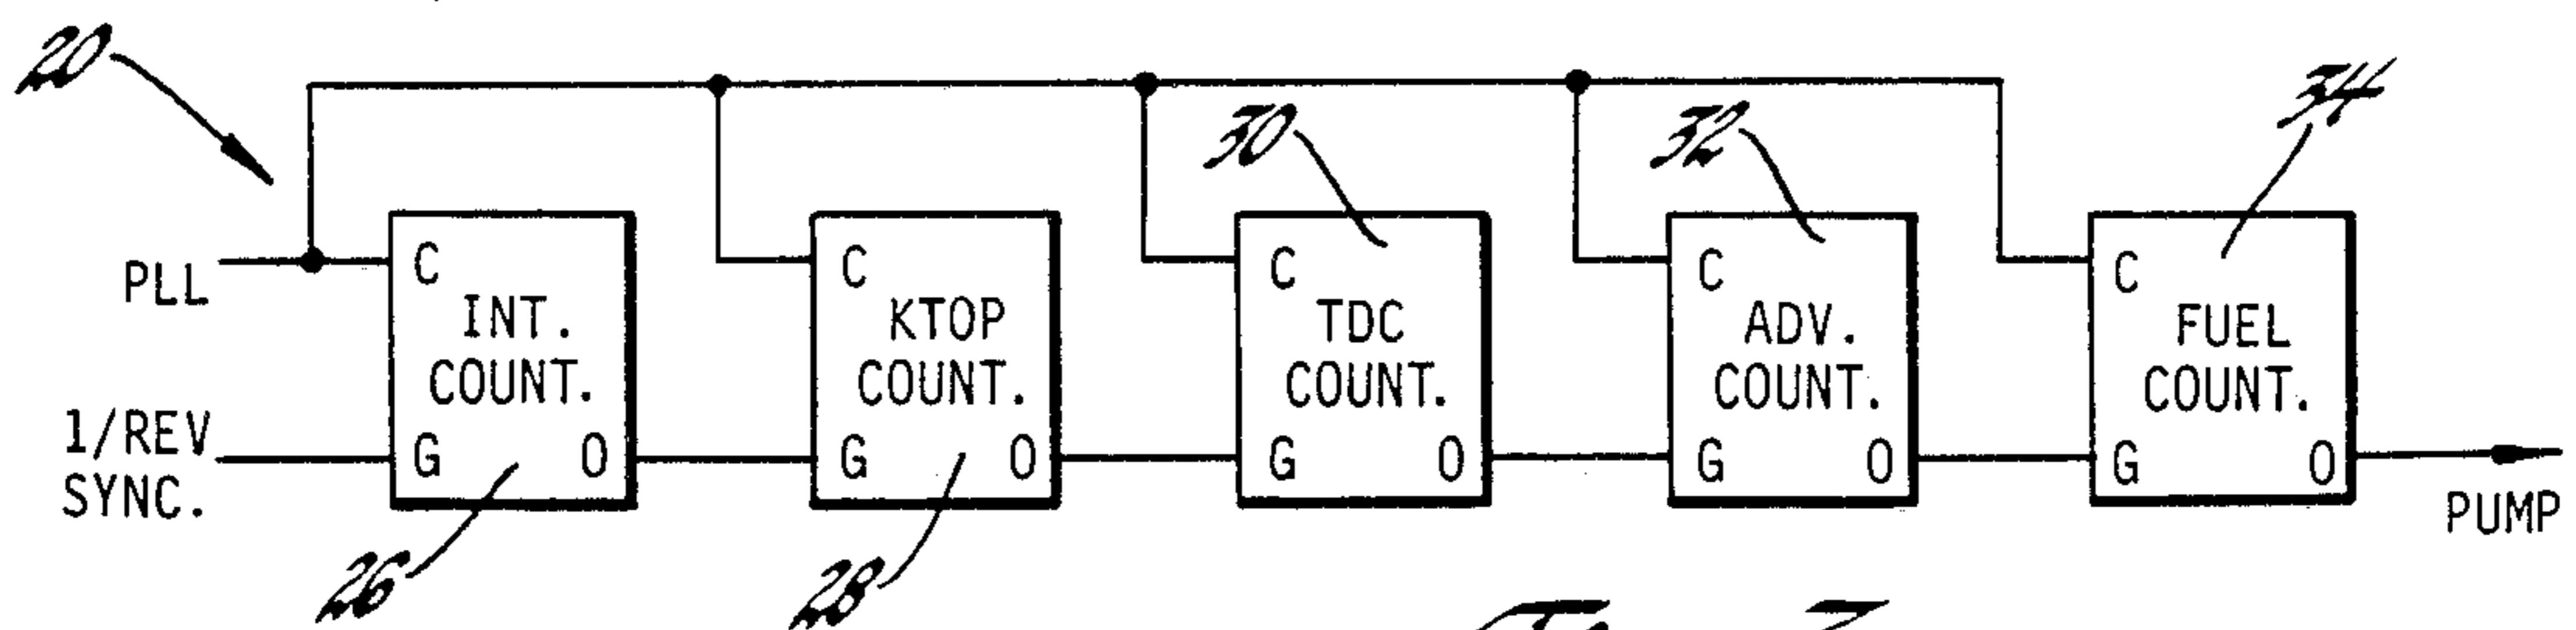 20
30
32
34
PLL
C
INT.
COUNT.
G O
C
KTOP
COUNT.
G O
C
TDC
COUNT.
G O
C
ADV.
COUNT.
G O
C
FUEL
COUNT.
G O
1/REV
SYNC.
PUMP
26
28